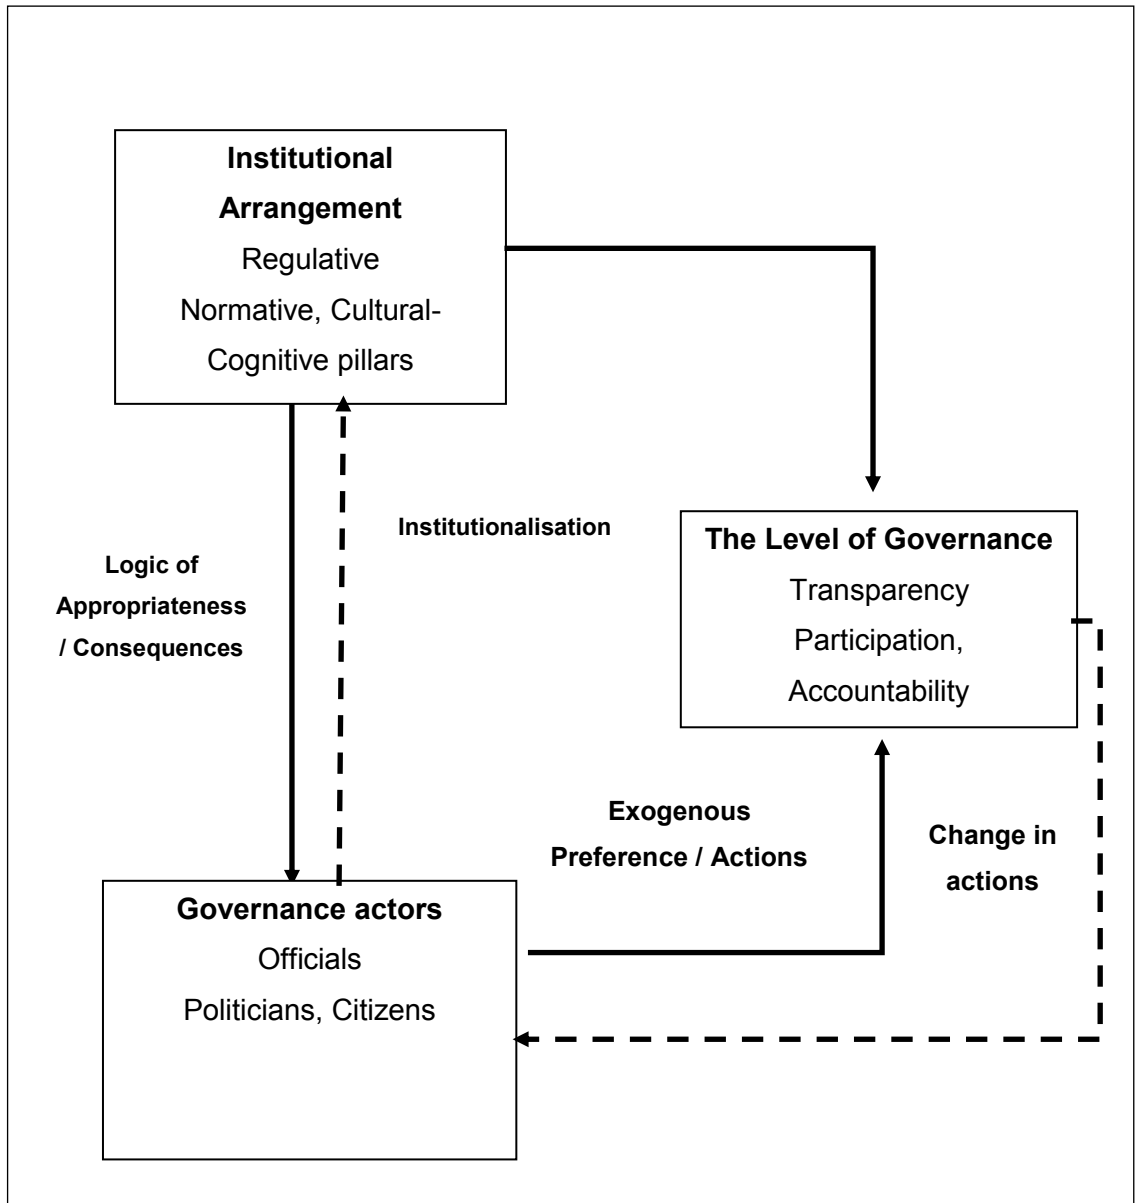 Institutional
Arrangement
Regulative
Normative, Cultural-
Cognitive pillars
Institutionalisation
Logic of
Appropriateness
/ Consequences
The Level of Governance
Transparency
Participation,
Accountability
Exogenous
Preference / Actions
Change in
actions
Governance actors
Officials
Politicians, Citizens